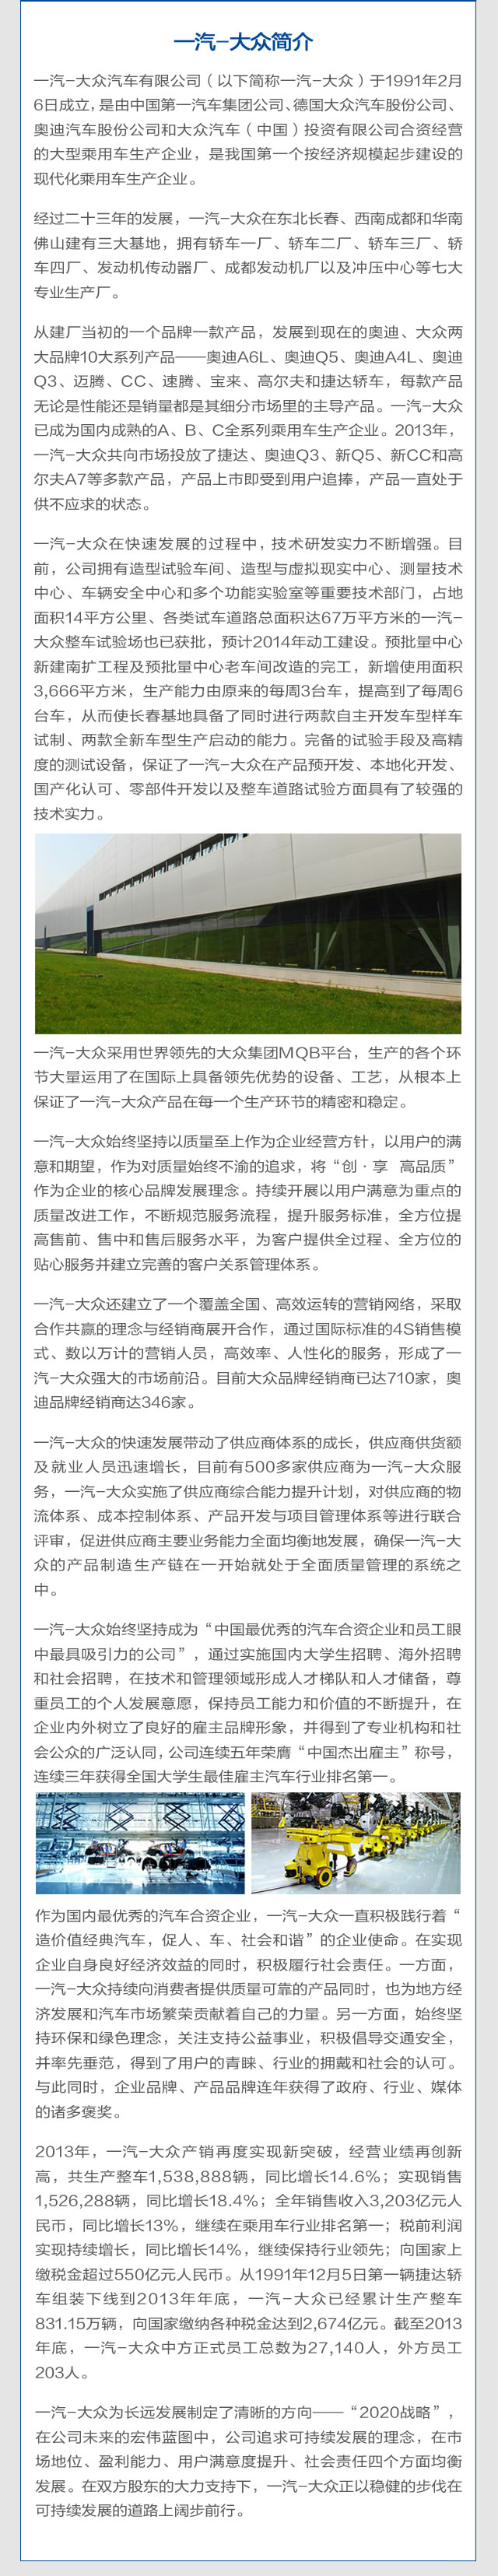 一汽-大众简介
一汽-大众汽车有限公司（以下简称一汽-大众）于1991年2月
6日成立，是由中国第一汽车集团公司、德国大众汽车股份公司、
奥迪汽车股份公司和大众汽车（中国）投资有限公司合资经营
的大型乘用车生产企业，是我国第一个按经济规模起步建设的
现代化乘用车生产企业。
经过二十三年的发展，一汽-大众在东北长春、西南成都和华南
佛山建有三大基地，拥有轿车一厂、轿车二厂、轿车三厂、轿
车四厂、发动机传动器厂、成都发动机厂以及冲压中心等七大
专业生产厂。
从建厂当初的一个品牌一款产品，发展到现在的奥迪、大众两
大品牌10大系列产品——奥迪A6L、奥迪Q5、奥迪A4L、奥迪
Q3、迈腾、CC、速腾、宝来、高尔夫和捷达轿车，每款产品
无论是性能还是销量都是其细分市场里的主导产品。一汽-大众
已成为国内成熟的A、B、C全系列乘用车生产企业。2013年，
一汽-大众共向市场投放了捷达、奥迪Q3、新Q5、新CC和高
尔夫A7等多款产品，产品上市即受到用户追捧，产品一直处于
供不应求的状态。
一汽-大众在快速发展的过程中，技术研发实力不断增强。目
前，公司拥有造型试验车间、造型与虚拟现实中心、测量技术
中心、车辆安全中心和多个功能实验室等重要技术部门，占地
面积14平方公里、各类试车道路总面积达67万平方米的一汽-
大众整车试验场也已获批，预计2014年动工建设。预批量中心
新建南扩工程及预批量中心老车间改造的完工，新增使用面积
3,666平方米，生产能力由原来的每周3台车，提高到了每周6
台车，从而使长春基地具备了同时进行两款自主开发车型样车
试制、两款全新车型生产启动的能力。完备的试验手段及高精
度的测试设备，保证了一汽-大众在产品预开发、本地化开发、
国产化认可、零部件开发以及整车道路试验方面具有了较强的
技术实力。
一汽-大众采用世界领先的大众集团MQB平台，生产的各个环
节大量运用了在国际上具备领先优势的设备、工艺，从根本上
保证了一汽-大众产品在每一个生产环节的精密和稳定。
一汽-大众始终坚持以质量至上作为企业经营方针，以用户的满
意和期望，作为对质量始终不渝的追求，将“创·享 高品质”
作为企业的核心品牌发展理念。持续开展以用户满意为重点的
质量改进工作，不断规范服务流程，提升服务标准，全方位提
高售前、售中和售后服务水平，为客户提供全过程、全方位的
贴心服务并建立完善的客户关系管理体系。
一汽-大众还建立了一个覆盖全国、高效运转的营销网络，采取
合作共赢的理念与经销商展开合作，通过国际标准的4S销售模
式、数以万计的营销人员，高效率、人性化的服务，形成了一
汽-大众强大的市场前沿。目前大众品牌经销商已达710家，奥
迪品牌经销商达346家。
一汽-大众的快速发展带动了供应商体系的成长，供应商供货额
及就业人员迅速增长，目前有500多家供应商为一汽-大众服
务，一汽-大众实施了供应商综合能力提升计划，对供应商的物
流体系、成本控制体系、产品开发与项目管理体系等进行联合
评审，促进供应商主要业务能力全面均衡地发展，确保一汽-大
众的产品制造生产链在一开始就处于全面质量管理的系统之
中。
一汽-大众始终坚持成为“中国最优秀的汽车合资企业和员工眼
中最具吸引力的公司”，通过实施国内大学生招聘、海外招聘
和社会招聘，在技术和管理领域形成人才梯队和人才储备，尊
重员工的个人发展意愿，保持员工能力和价值的不断提升，在
企业内外树立了良好的雇主品牌形象，并得到了专业机构和社
会公众的广泛认同，公司连续五年荣膺“中国杰出雇主”称号，
连续三年获得全国大学生最佳雇主汽车行业排名第一。
作为国内最优秀的汽车合资企业，一汽-大众一直积极践行着“
造价值经典汽车，促人、车、社会和谐”的企业使命。在实现
企业自身良好经济效益的同时，积极履行社会责任。一方面，
一汽-大众持续向消费者提供质量可靠的产品同时，也为地方经
济发展和汽车市场繁荣贡献着自己的力量。另一方面，始终坚
持环保和绿色理念，关注支持公益事业，积极倡导交通安全，
并率先垂范，得到了用户的青睐、行业的拥戴和社会的认可。
与此同时，企业品牌、产品品牌连年获得了政府、行业、媒体
的诸多褒奖。
2013年，一汽-大众产销再度实现新突破，经营业绩再创新
高，共生产整车1,538,888辆，同比增长14.6%；实现销售
1,526,288辆，同比增长18.4%；全年销售收入3,203亿元人
民币，同比增长13%，继续在乘用车行业排名第一；税前利润
实现持续增长，同比增长14%，继续保持行业领先；向国家上
缴税金超过550亿元人民币。从1991年12月5日第一辆捷达轿
车组装下线到2013年年底，一汽-大众已经累计生产整车
831.15万辆，向国家缴纳各种税金达到2,674亿元。截至2013
年底，一汽-大众中方正式员工总数为27,140人，外方员工
203人。
一汽-大众为长远发展制定了清晰的方向——“2020战略”，
在公司未来的宏伟蓝图中，公司追求可持续发展的理念，在市
场地位、盈利能力、用户满意度提升、社会责任四个方面均衡
发展。在双方股东的大力支持下，一汽-大众正以稳健的步伐在
可持续发展的道路上阔步前行。